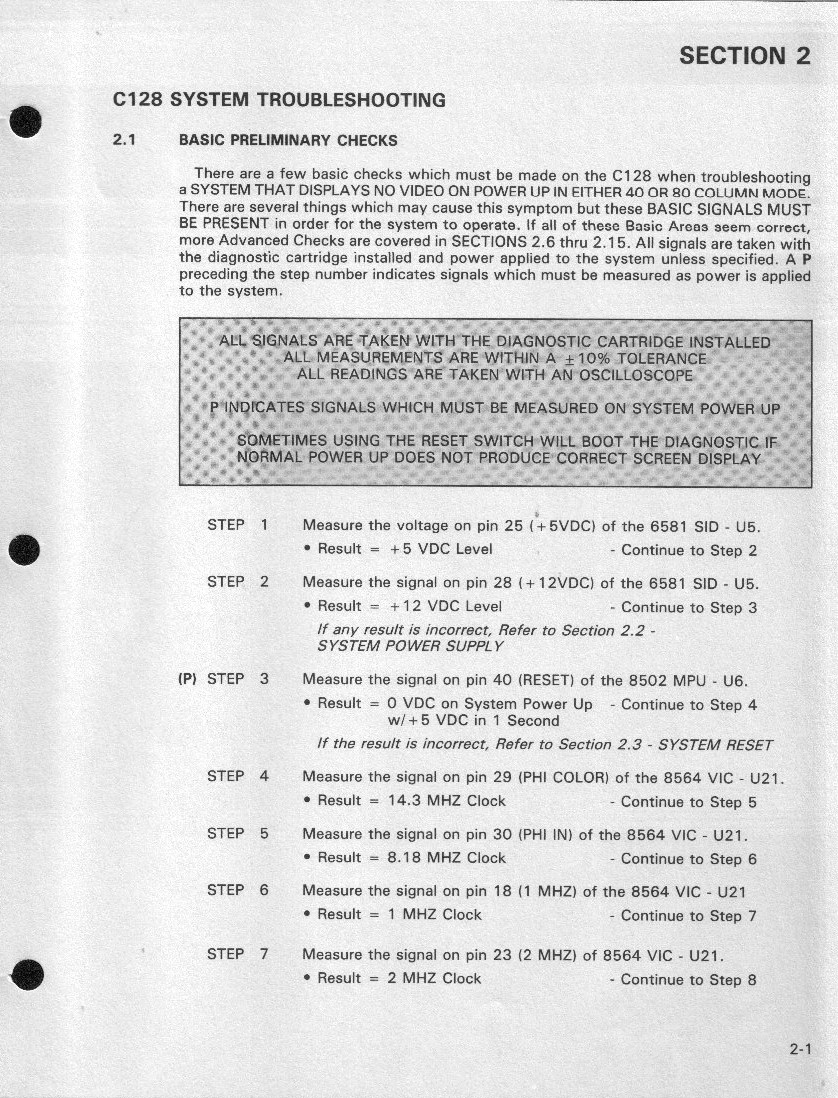 SECTION 2
C128 SYSTEM TROUBLESHOOTING
2.1 BASIC PRELIMINARY CHECKS
There are a few basic checks which must be made on the C128 when troubleshooting
a SYSTEM THAT DISPLAYS NO VIDEO ON POWER UP IN EITHER 40 OR 80 COLUMN MODE.
There are several things which may cause this symptom but these BASIC SIGNALS MUST
BE PRESENT in order for the system to operate. If all of these Basic Areas seem correct,
more Advanced Checks are covered in SECTIONS 2.6 thru 2.15. All signals are taken with
the diagnostic cartridge installed and power applied to the system unless specified. A P
preceding the step number indicates signals which must be measured as power is applied
to the system.
ALL SIGNALS ARE TAKEN WITH THE DIAGNOSTIC CARTRIDGE INSTALLED
ALL MEASUREMENTS ARE WITHIN A ±10% TOLERANCE
ALL READINGS ARE TAKEN WITH AN OSCILLOSCOPE
P INDICATES SIGNALS WHICH MUST BE MEASURED ON SYSTEM POWER UP
SOMETIMES USING THE RESET SWITCH WILL BOOT THE DIAGNOSTIC IF
NORMAL POWER UP DOES NOT PRODUCE CORRECT SCREEN DISPLAY
STEP 1 Measure the voltage on pin 25 (+5VDC) of the 6581 SID - U5.
• Result = +5 VDC Level - Continue to Step 2
STEP 2 Measure the signal on pin 28 (+12VDC) of the 6581 SID - U5.
• Result = +12 VDC Level - Continue to Step 3
If any result is incorrect, Refer to Section 2.2 -
SYSTEM POWER SUPPLY
(P) STEP 3 Measure the signal on pin 40 (RESET) of the 8502 MPU - U6.
• Result = 0 VDC on System Power Up - Continue to Step 4
w/+5 VDC in 1 Second
If the result is incorrect, Refer to Section 2.3 - SYSTEM RESET
STEP 4 Measure the signal on pin 29 (PHI COLOR) of the 8564 VIC - U21.
• Result = 14.3 MHZ Clock - Continue to Step 5
STEP 5 Measure the signal on pin 30 (PHI IN) of the 8564 VIC - U21.
• Result = 8.18 MHZ Clock - Continue to Step 6
STEP 6 Measure the signal on pin 18 (1 MHZ) of the 8564 VIC - U21
• Result = 1 MHZ Clock - Continue to Step 7
STEP 7 Measure the signal on pin 23 (2 MHZ) of 8564 VIC - U21.
• Result = 2 MHZ Clock - Continue to Step 8
2-1